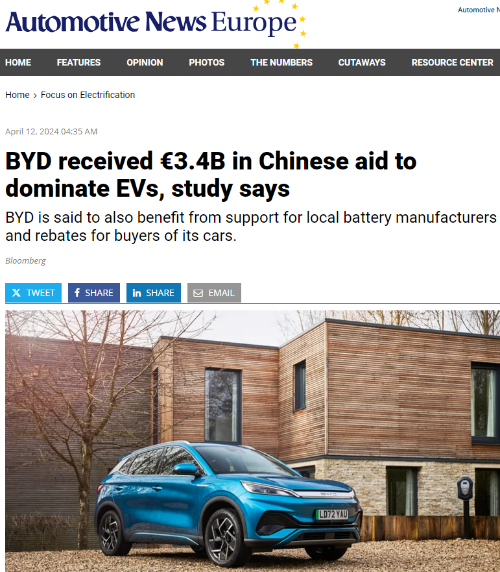 Automotive News Europe
Automotive N
HOME FEATURES OPINION PHOTOS THE NUMBERS CUTAWAYS RESOURCE CENTER
Home › Focus on Electrification
April 12, 2024 04:35 AM
BYD received €3.4B in Chinese aid to
dominate EVs, study says
BYD is said to also benefit from support for local battery manufacturers
and rebates for buyers of its cars.
Bloomberg
TWEET SHARE SHARE EMAIL
LD72 YAU